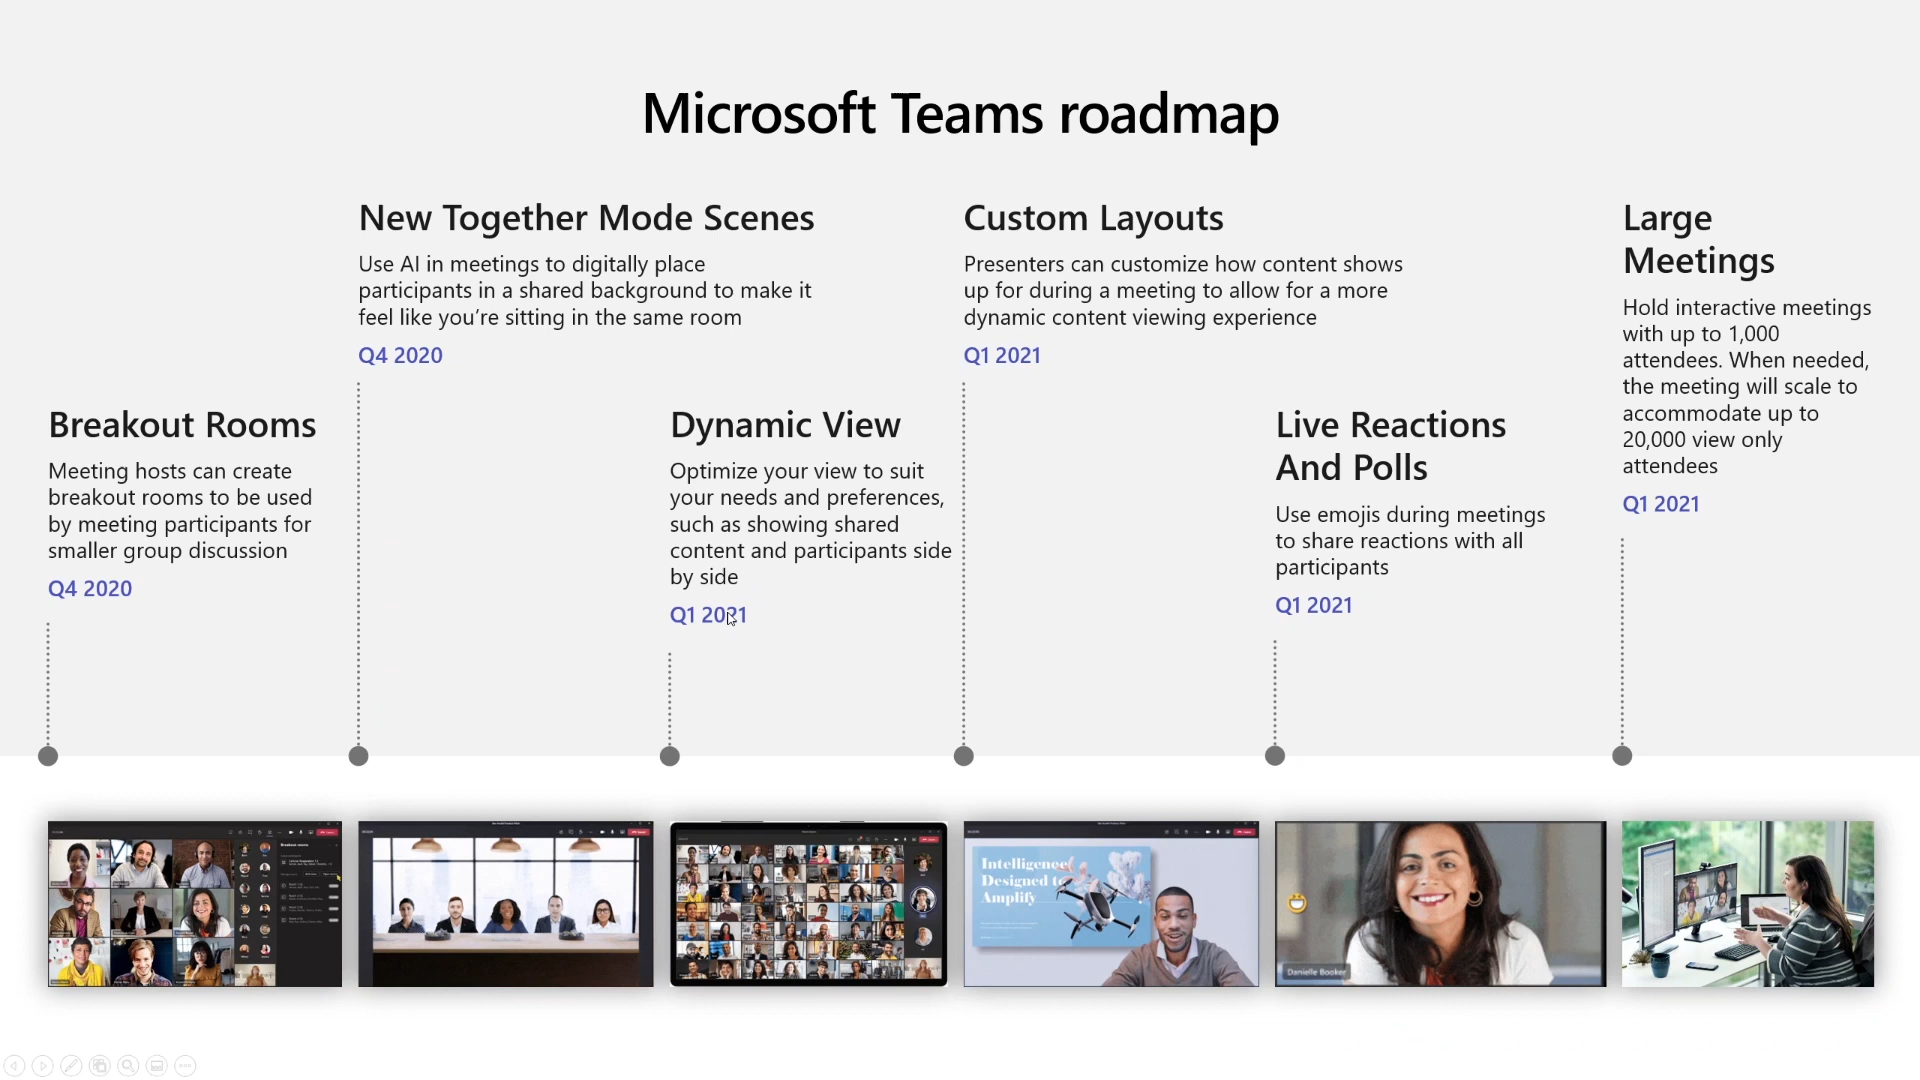 Microsoft Teams roadmap
Breakout Rooms
Meeting hosts can create
breakout rooms to be used
by meeting participants for
smaller group discussion
Q4 2020
New Together Mode Scenes
Use AI in meetings to digitally place
participants in a shared background to make it
feel like you’re sitting in the same room
Q4 2020
Dynamic View
Optimize your view to suit
your needs and preferences,
such as showing shared
content and participants side
by side
Q1 2021
Custom Layouts
Presenters can customize how content shows
up for during a meeting to allow for a more
dynamic content viewing experience
Q1 2021
Live Reactions
And Polls
Use emojis during meetings
to share reactions with all
participants
Q1 2021
Large
Meetings
Hold interactive meetings
with up to 1,000
attendees. When needed,
the meeting will scale to
accommodate up to
20,000 view only
attendees
Q1 2021
Breakout rooms
Intelligence
Designed to
Amplify
Danielle Booker